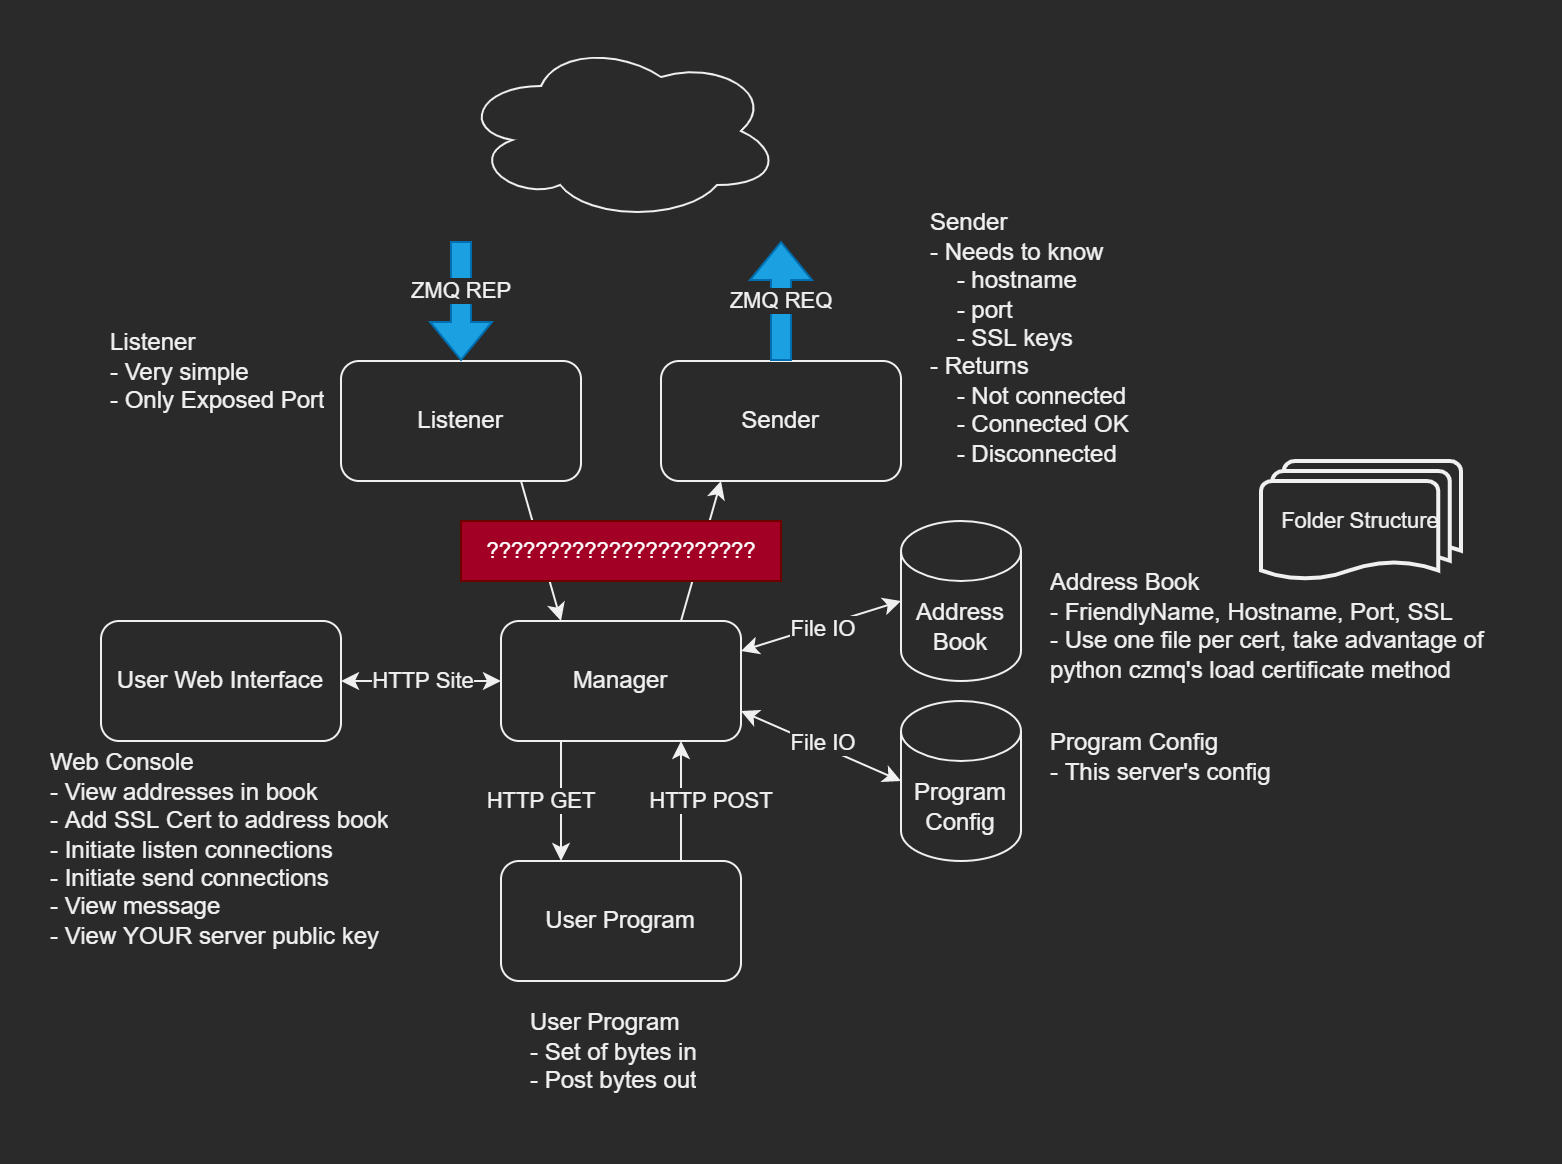 ZMQ REP
ZMQ REQ
Sender
- Needs to know
- hostname
- port
- SSL keys
- Returns
- Not connected
- Connected OK
- Disconnected
Listener
- Very simple
- Only Exposed Port
Listener
Sender
??????????????????????
Folder Structure
Address
Book
Address Book
- FriendlyName, Hostname, Port, SSL
- Use one file per cert, take advantage of
python czmq's load certificate method
File IO
User Web Interface
HTTP Site
Manager
File IO
Program
Config
Program Config
- This server's config
Web Console
- View addresses in book
- Add SSL Cert to address book
- Initiate listen connections
- Initiate send connections
- View message
- View YOUR server public key
HTTP GET
HTTP POST
User Program
User Program
- Set of bytes in
- Post bytes out